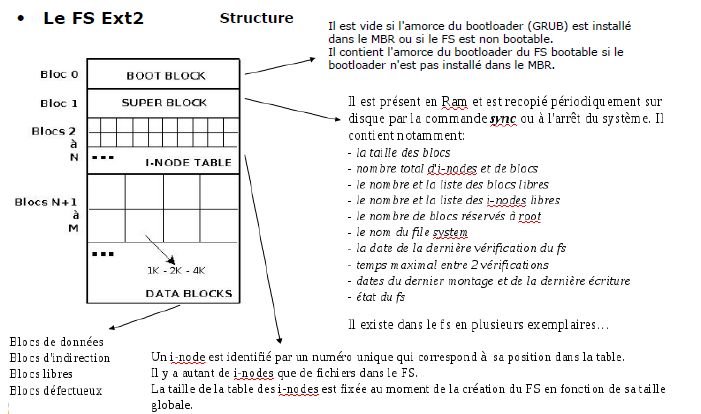 • Le FS Ext2
Structure
Il est vide si l'amorce du bootloader (GRUB) est installé
dans le MBR ou si le FS est non bootable.
Il contient l'amorce du bootloader du FS bootable si le
bootloader n'est pas installé dans le MBR.
Bloc 0
BOOT BLOCK
Bloc 1
SUPER BLOCK
Blocs 2
à
N
...
I-NODE TABLE
Blocs N+1
à
M
...
1K - 2K - 4K
DATA BLOCKS
Il est présent en Ram et est recopié périodiquement sur
disque par la commande sync ou à l'arrêt du système. Il
contient notamment:
- la taille des blocs
- nombre total d'i-nodes et de blocs
- le nombre et la liste des blocs libres
- le nombre et la liste des i-nodes libres
- le nombre de blocs réservés à root
- le nom du file system
- la date de la dernière vérification du fs
- temps maximal entre 2 vérifications
- dates du dernier montage et de la dernière écriture
- état du fs
Il existe dans le fs en plusieurs exemplaires...
Blocs de données
Blocs d'indirection
Blocs libres
Blocs défectueux
Un i-node est identifié par un numéro unique qui correspond à sa position dans la table.
Il y a autant de i-nodes que de fichiers dans le FS.
La taille de la table des i-nodes est fixée au moment de la création du FS en fonction de sa taille
globale.